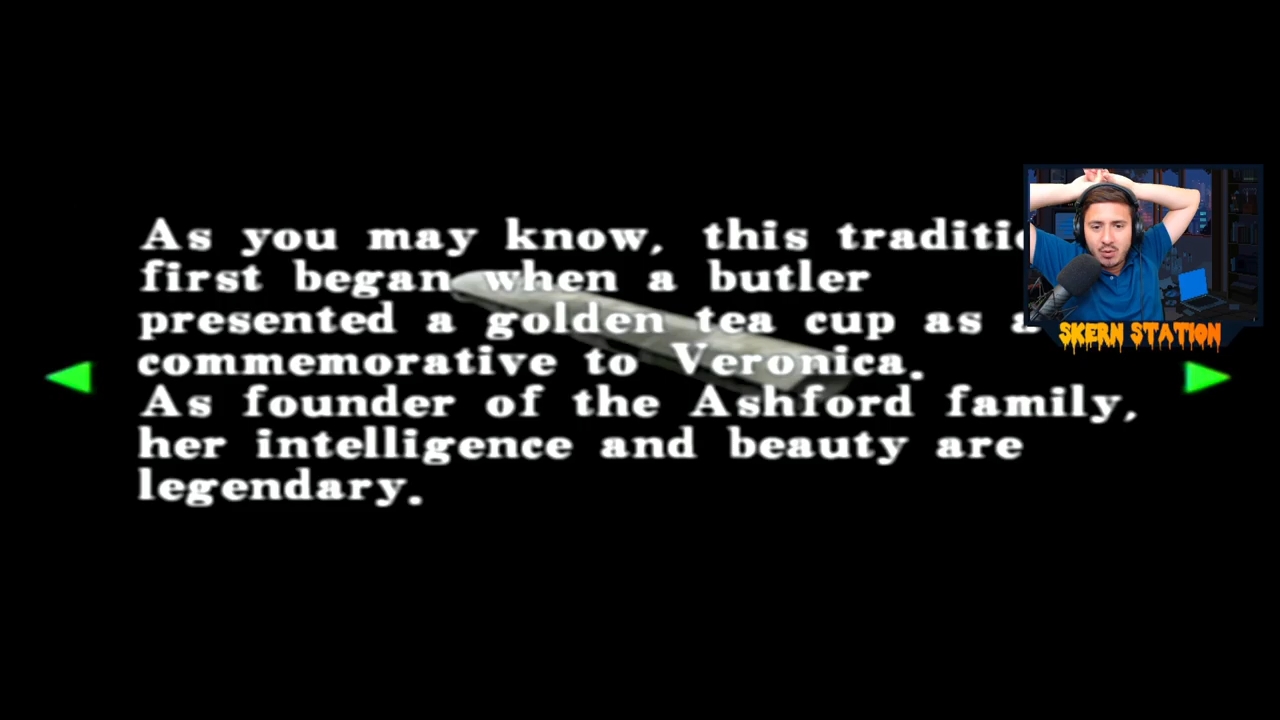 As you may know, this
first began when a butler
presented a golden tea cup as
commemorative to Veronica.
As founder of the Ashford family,
her intelligence and beauty are
legendary.
SKERN STATION